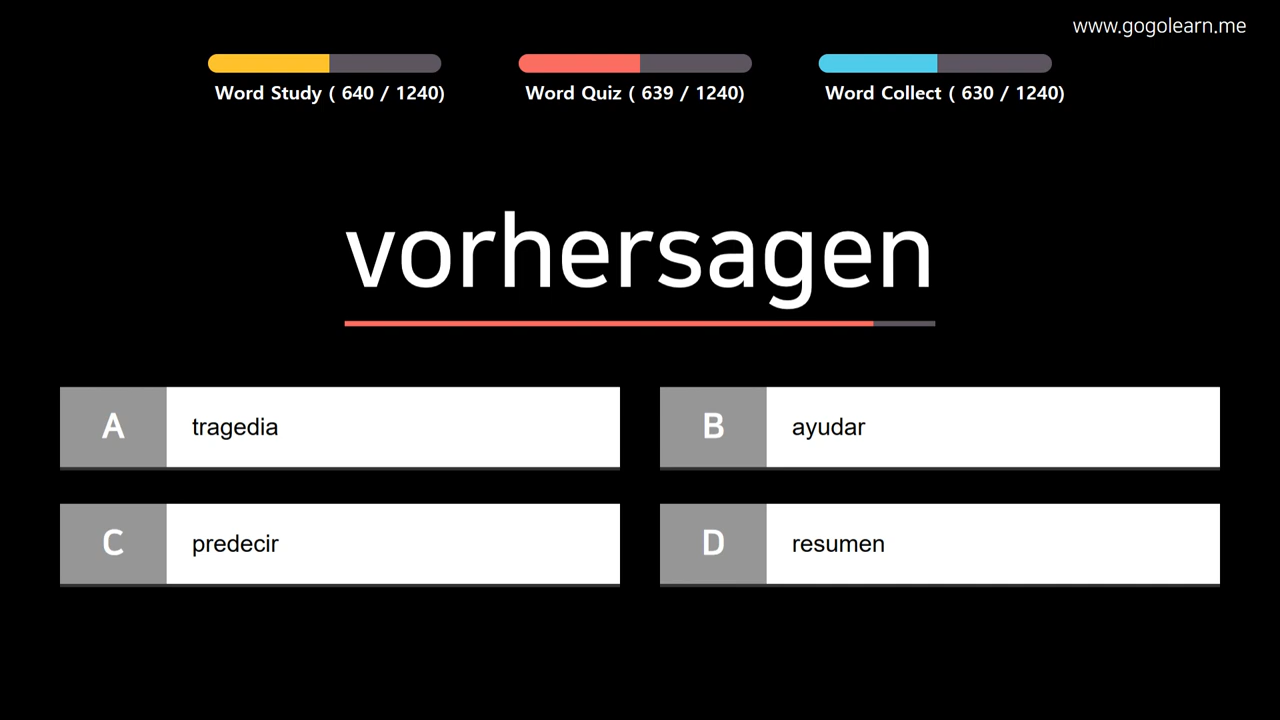 www.gogolearn.me
Word Study ( 640 / 1240)
Word Quiz ( 639 / 1240)
Word Collect ( 630 / 1240)
vorhersagen
A tragedia
B ayudar
C predecir
D resumen